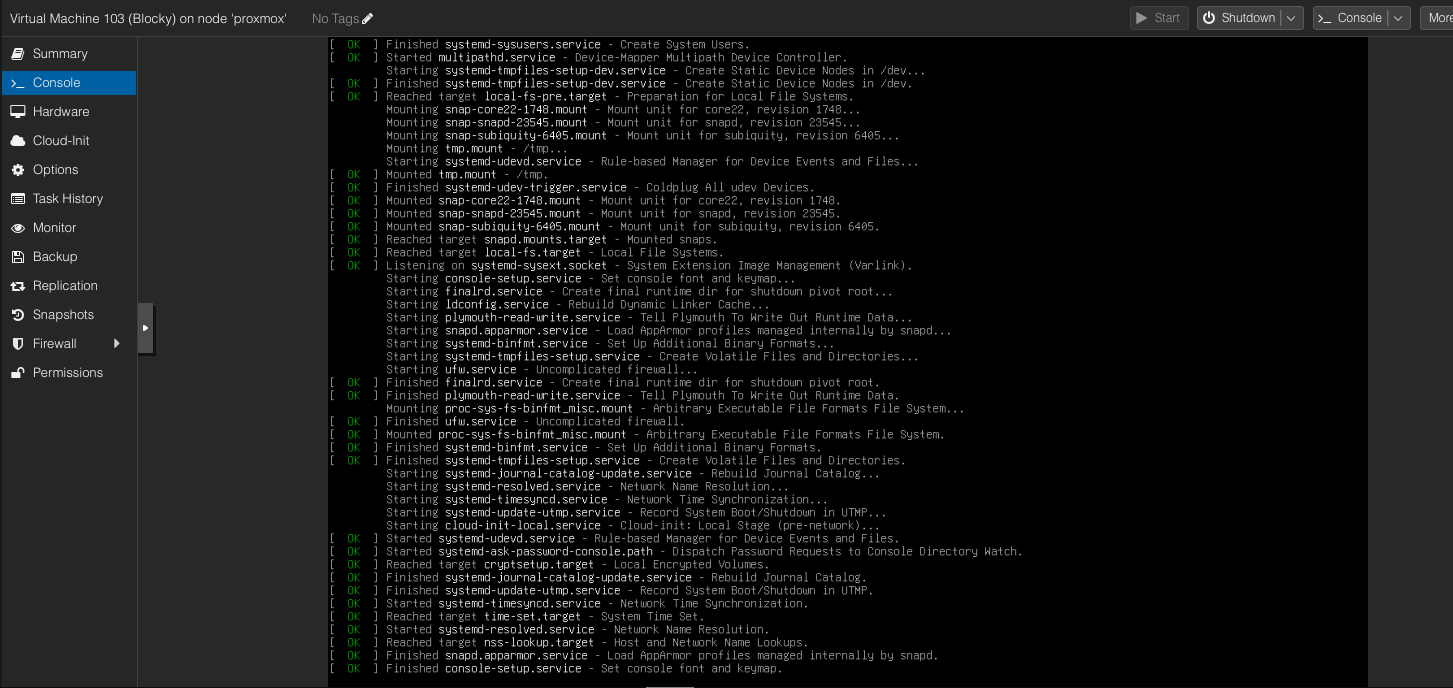 Virtual Machine 103 (Blocky) on node 'proxmox'
No Tags
Start
Shutdown
Console
More
Summary
Console
Hardware
Cloud-Init
Options
Task History
Monitor
Backup
Replication
Snapshots
Firewall
Permissions
[ OK ] Finished systemd-sysusers.service - Create System Users.
[ OK ] Started multipathd.service - Device-Mapper Multipath Device Controller.
Starting systemd-tmpfiles-setup-dev.service - Create Static Device Nodes in /dev...
[ OK ] Finished systemd-tmpfiles-setup-dev.service - Create Static Device Nodes in /dev.
[ OK ] Reached target local-fs-pre.target - Preparation for Local File Systems.
Mounting snap-core22-1748.mount - Mount unit for core22, revision 1748...
Mounting snap-snapd-23545.mount - Mount unit for snapd, revision 23545...
Mounting snap-subiquity-6405.mount - Mount unit for subiquity, revision 6405...
Mounting tmp.mount - /tmp...
Starting systemd-udevd.service - Rule-based Manager for Device Events and Files...
[ OK ] Mounted tmp.mount - /tmp.
[ OK ] Finished systemd-udev-trigger.service - Coldplug All udev Devices.
[ OK ] Mounted snap-core22-1748.mount - Mount unit for core22, revision 1748.
[ OK ] Mounted snap-snapd-23545.mount - Mount unit for snapd, revision 23545.
[ OK ] Mounted snap-subiquity-6405.mount - Mount unit for subiquity, revision 6405.
[ OK ] Reached target snapd.mounts.target - Mounted snaps.
[ OK ] Reached target local-fs.target - Local File Systems.
[ OK ] Listening on systemd-sysext.socket - System Extension Image Management (Varlink).
Starting console-setup.service - Set console font and keymap...
Starting finalrd.service - Create final runtime dir for shutdown pivot root...
Starting ldconfig.service - Rebuild Dynamic Linker Cache...
Starting plymouth-read-write.service - Tell Plymouth To Write Out Runtime Data...
Starting snapd.apparmor.service - Load AppArmor profiles managed internally by snapd...
Starting systemd-binfmt.service - Set Up Additional Binary Formats...
Starting systemd-tmpfiles-setup.service - Create Volatile Files and Directories...
Starting ufw.service - Uncomplicated firewall...
[ OK ] Finished finalrd.service - Create final runtime dir for shutdown pivot root.
[ OK ] Finished plymouth-read-write.service - Tell Plymouth To Write Out Runtime Data.
Mounting proc-sys-fs-binfmt_misc.mount - Arbitrary Executable File Formats File System...
[ OK ] Finished ufw.service - Uncomplicated firewall.
[ OK ] Mounted proc-sys-fs-binfmt_misc.mount - Arbitrary Executable File Formats File System.
[ OK ] Finished systemd-binfmt.service - Set Up Additional Binary Formats.
[ OK ] Finished systemd-tmpfiles-setup.service - Create Volatile Files and Directories.
Starting systemd-journal-catalog-update.service - Rebuild Journal Catalog...
Starting systemd-resolved.service - Network Name Resolution...
Starting systemd-timesyncd.service - Network Time Synchronization...
Starting systemd-update-utmp.service - Record System Boot/Shutdown in UTMP...
Starting cloud-init-local.service - Cloud-init: Local Stage (pre-network)...
[ OK ] Started systemd-udevd.service - Rule-based Manager for Device Events and Files.
[ OK ] Started systemd-ask-password-console.path - Dispatch Password Requests to Console Directory Watch.
[ OK ] Reached target cryptsetup.target - Local Encrypted Volumes.
[ OK ] Finished systemd-journal-catalog-update.service - Rebuild Journal Catalog.
[ OK ] Finished systemd-update-utmp.service - Record System Boot/Shutdown in UTMP.
[ OK ] Started systemd-timesyncd.service - Network Time Synchronization.
[ OK ] Reached target time-set.target - System Time Set.
[ OK ] Started systemd-resolved.service - Network Name Resolution.
[ OK ] Reached target nss-lookup.target - Host and Network Name Lookups.
[ OK ] Finished snapd.apparmor.service - Load AppArmor profiles managed internally by snapd.
[ OK ] Finished console-setup.service - Set console font and keymap.